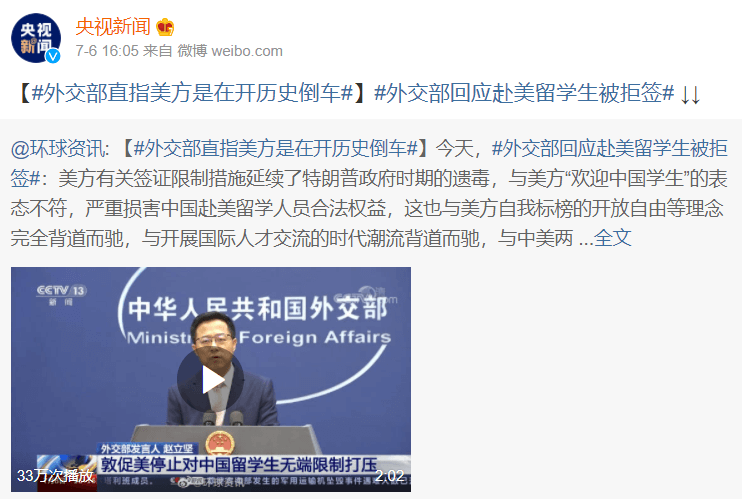 央视新闻
央视
新闻
7-6 16:05 来自 微博 weibo.com
【#外交部直指美方是在开历史倒车#】#外交部回应赴美留学生被拒签# ↓↓
@环球资讯:【#外交部直指美方是在开历史倒车#】今天，#外交部回应赴美留学生被拒
签#：美方有关签证限制措施延续了特朗普政府时期的遗毒，与美方“欢迎中国学生”的表
态不符，严重损害中国赴美留学人员合法权益，这也与美方自我标榜的开放自由等理念
完全背道而驰，与开展国际人才交流的时代潮流背道而驰，与中美两 ...全文
CCTV 13
新闻
中华人民共和国外交部
Ministry of Foreign Affairs
外交部发言人 赵立坚
敦促美停止对中国留学生无端限制打压
33万次播放
2:02
@环球资讯